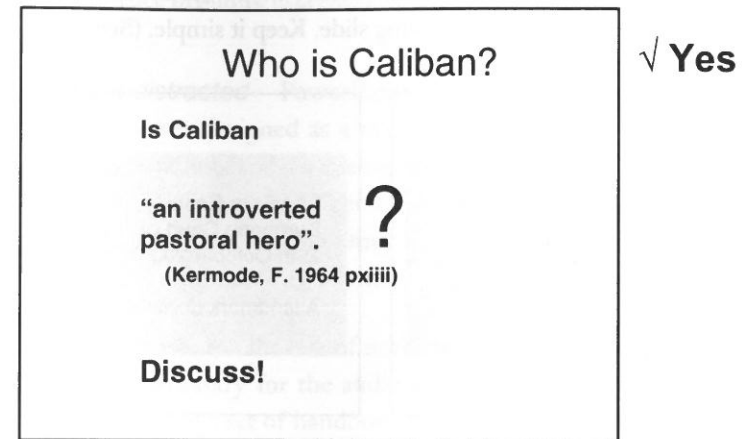 Who is Caliban?
√ Yes
Is Caliban
“an introverted
pastoral hero”.
?
(Kermode, F. 1964 pxiiii)
Discuss!